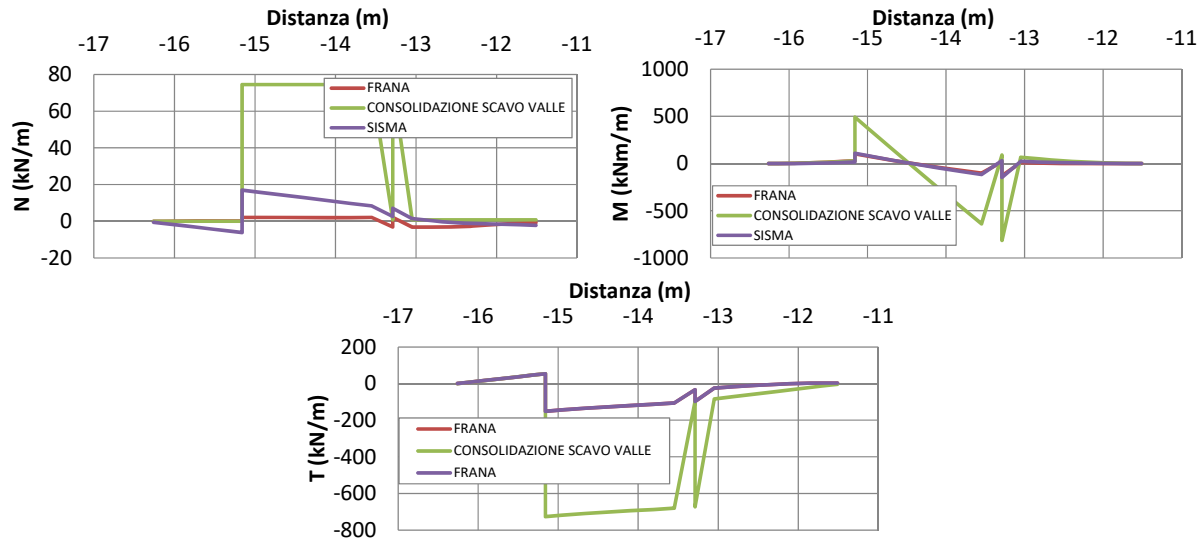 Distanza (m)
-17 -16 -15 -14 -13 -12 -11
80
60
40
20
0
-20
N (kN/m)
FRANA
CONSOLIDAZIONE SCAVO VALLE
SISMA
Distanza (m)
-17 -16 -15 -14 -13 -12 -11
1000
500
0
-500
-1000
M (kNm/m)
FRANA
CONSOLIDAZIONE SCAVO VALLE
SISMA
Distanza (m)
-17 -16 -15 -14 -13 -12 -11
200
0
-200
-400
-600
-800
T (kN/m)
FRANA
CONSOLIDAZIONE SCAVO VALLE
FRANA